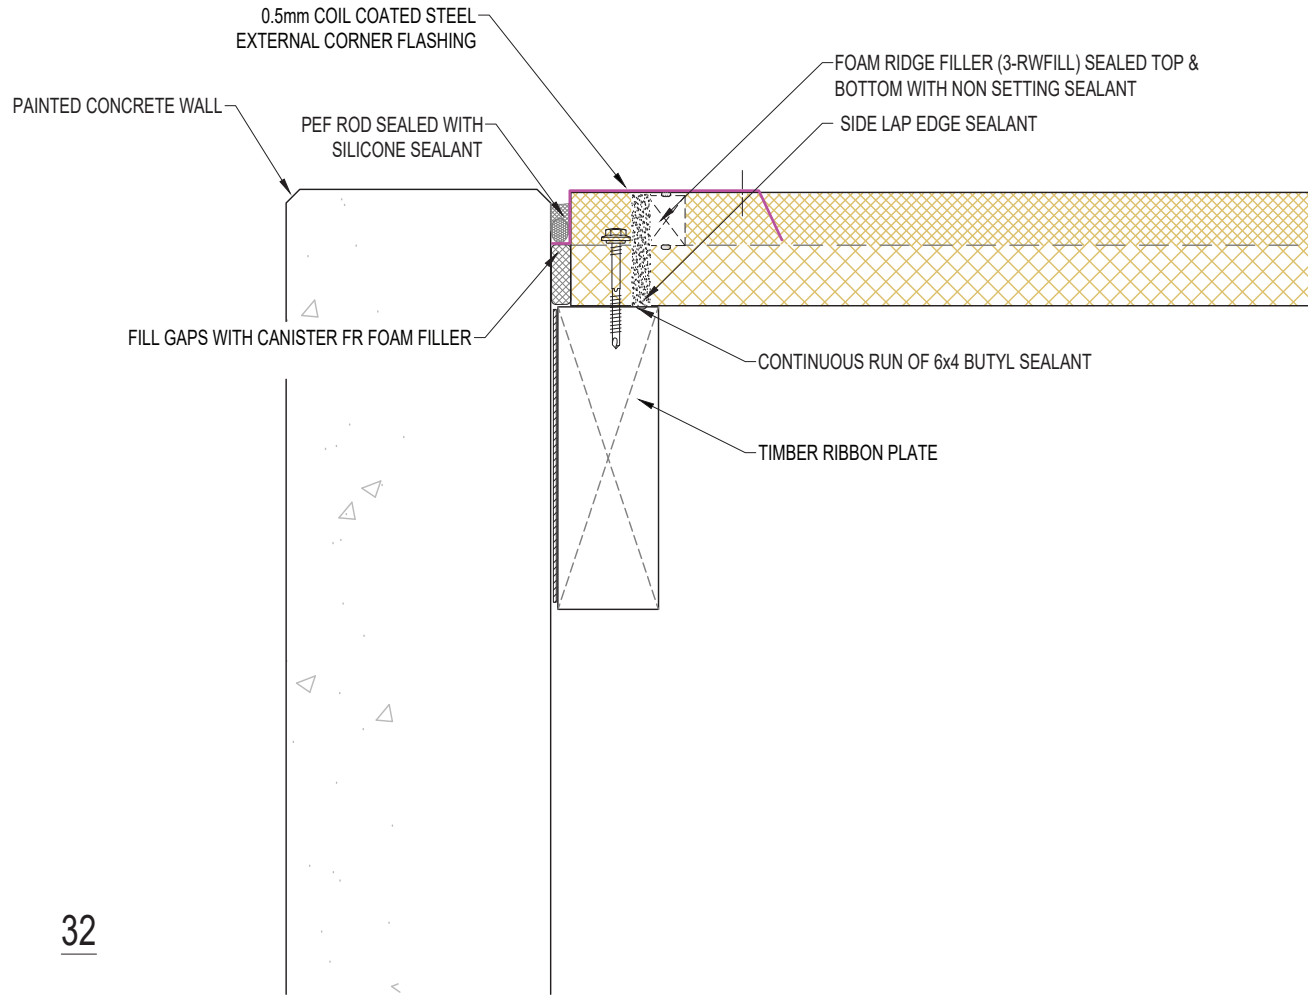 0.5mm COIL COATED STEEL
EXTERNAL CORNER FLASHING
FOAM RIDGE FILLER (3-RWFILL) SEALED TOP &
BOTTOM WITH NON SETTING SEALANT
PAINTED CONCRETE WALL
PEF ROD SEALED WITH
SILICONE SEALANT
SIDE LAP EDGE SEALANT
FILL GAPS WITH CANISTER FR FOAM FILLER
CONTINUOUS RUN OF 6x4 BUTYL SEALANT
TIMBER RIBBON PLATE
32